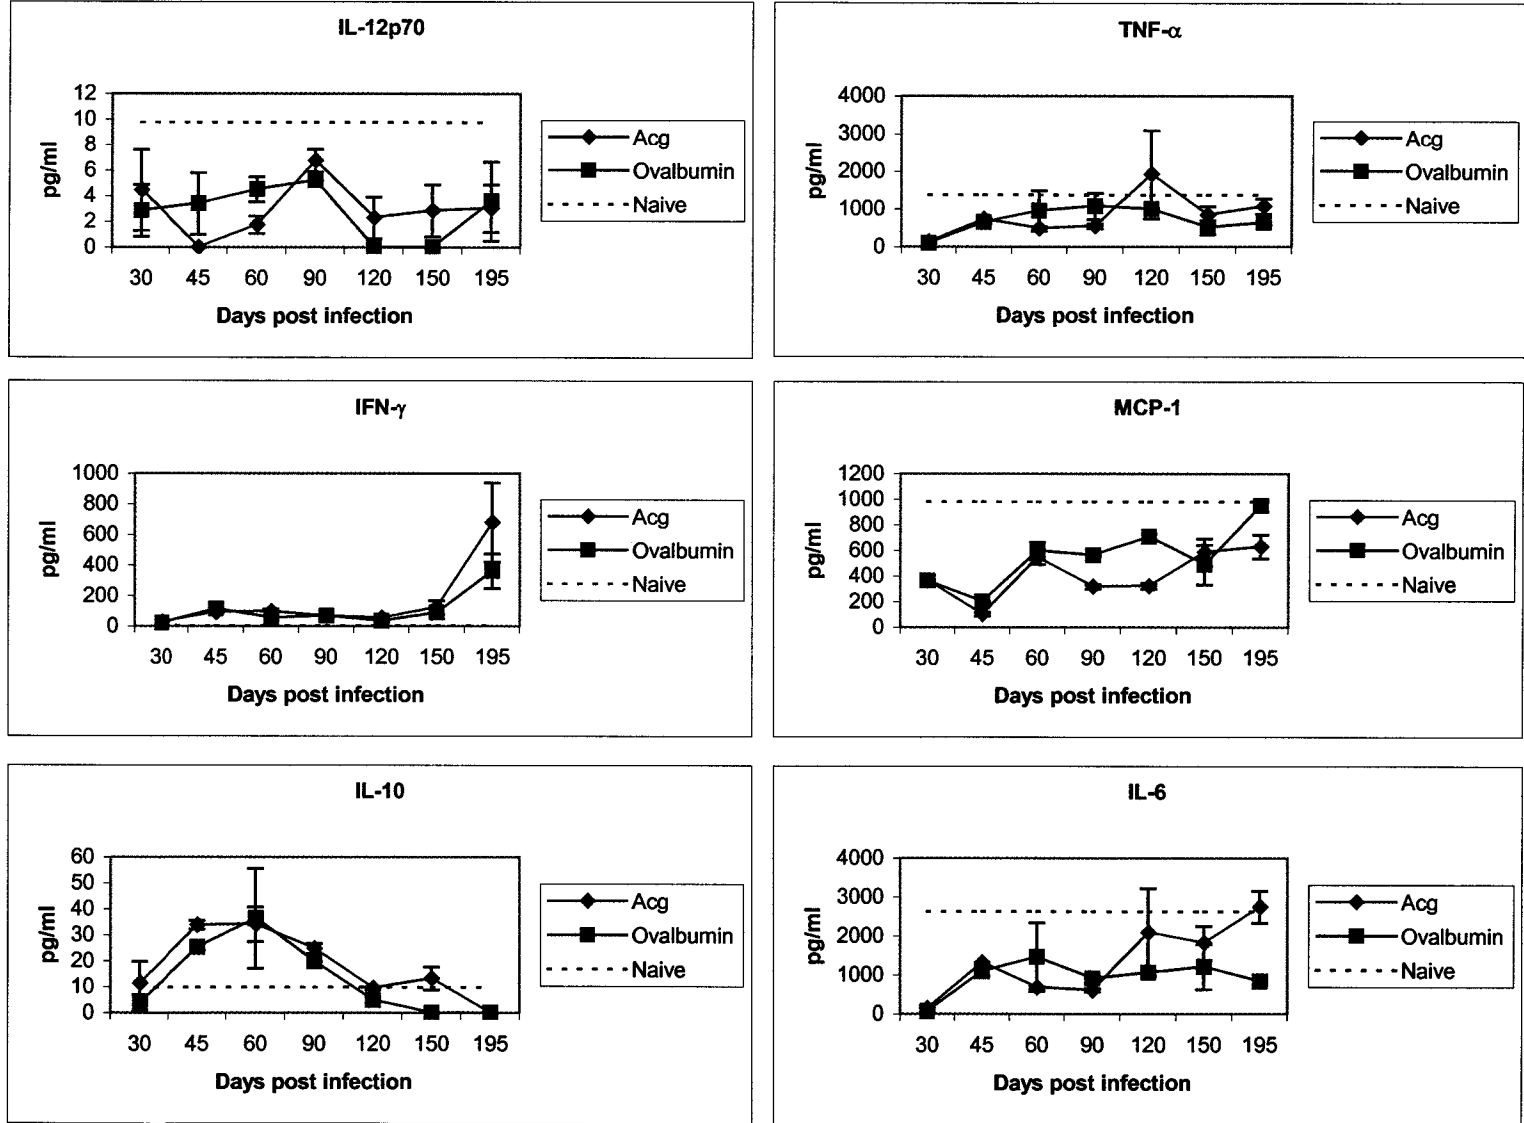 IL-12p70
12
10
8
6
4
2
0
pg/ml
30 45 60 90 120 150 195
Days post infection
Acg
Ovalbumin
Naive
TNF-α
4000
3000
2000
1000
0
pg/ml
30 45 60 90 120 150 195
Days post infection
Acg
Ovalbumin
Naive
IFN-γ
1000
800
600
400
200
0
pg/ml
30 45 60 90 120 150 195
Days post infection
Acg
Ovalbumin
Naive
MCP-1
1200
1000
800
600
400
200
0
pg/ml
30 45 60 90 120 150 195
Days post infection
Acg
Ovalbumin
Naive
IL-10
60
50
40
30
20
10
0
pg/ml
30 45 60 90 120 150 195
Days post infection
Acg
Ovalbumin
Naive
IL-6
4000
3000
2000
1000
0
pg/ml
30 45 60 90 120 150 195
Days post infection
Acg
Ovalbumin
Naive